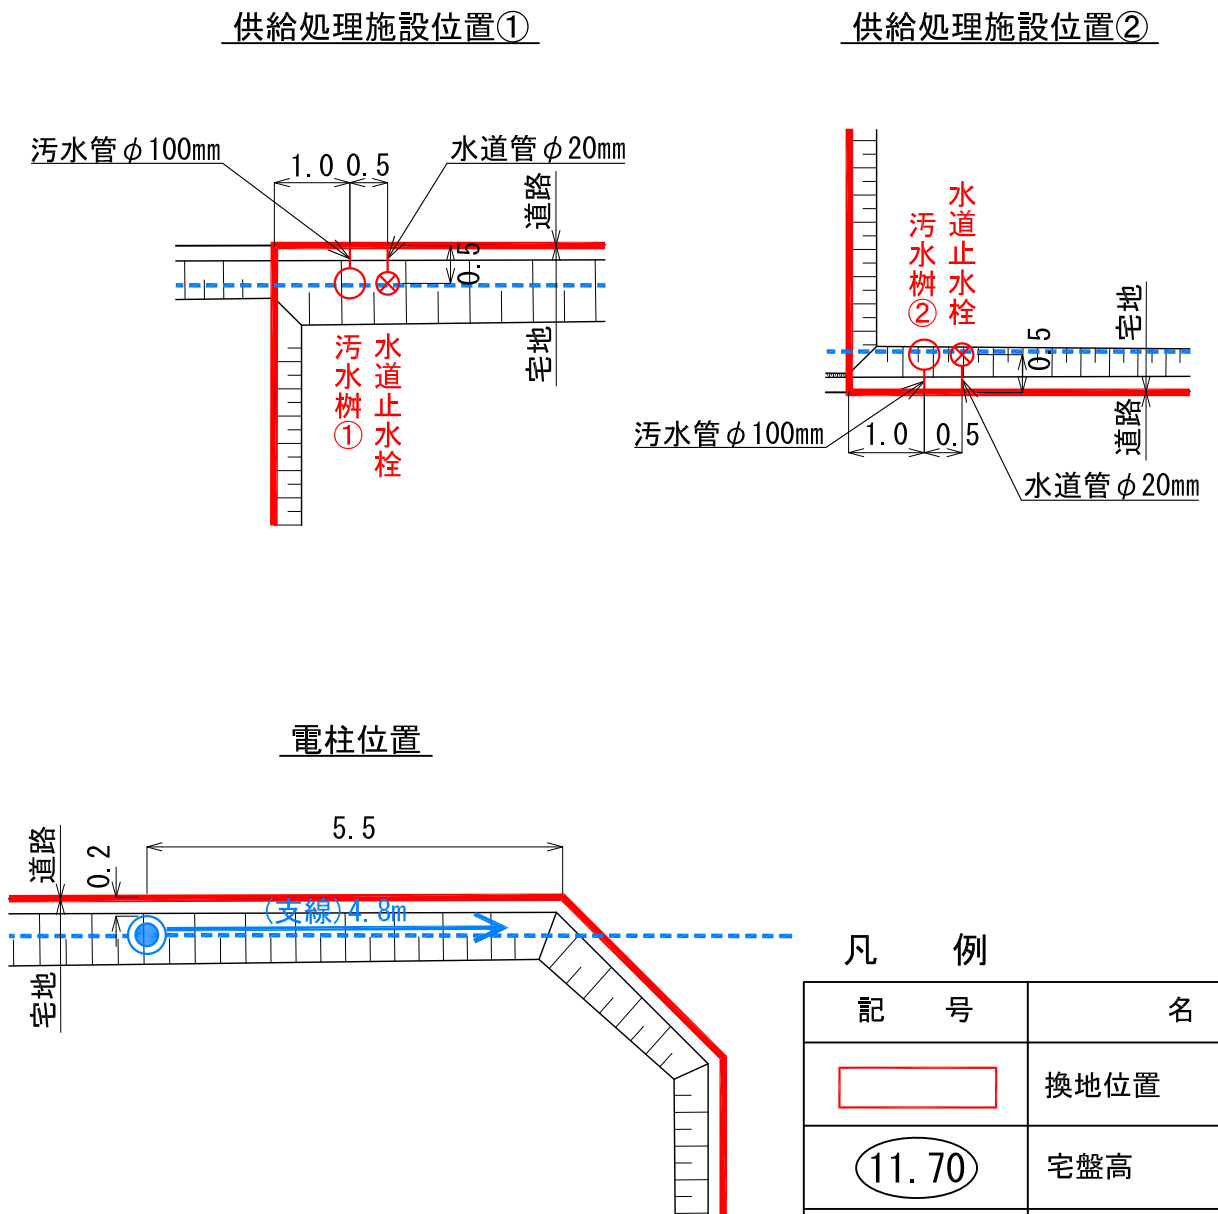 供給処理施設位置①
供給処理施設位置②
汚水管φ100mm
1.0
0.5
水道管φ20mm
道路
0.5
宅地
汚水桝①
水道止水栓
汚水桝②
水道止水栓
宅地
0.5
道路
汚水管φ100mm
1.0
0.5
水道管φ20mm
電柱位置
道路
0.2
5.5
(支線)4.8m
宅地
凡 例
記 号
名
換地位置
11.70
宅盤高